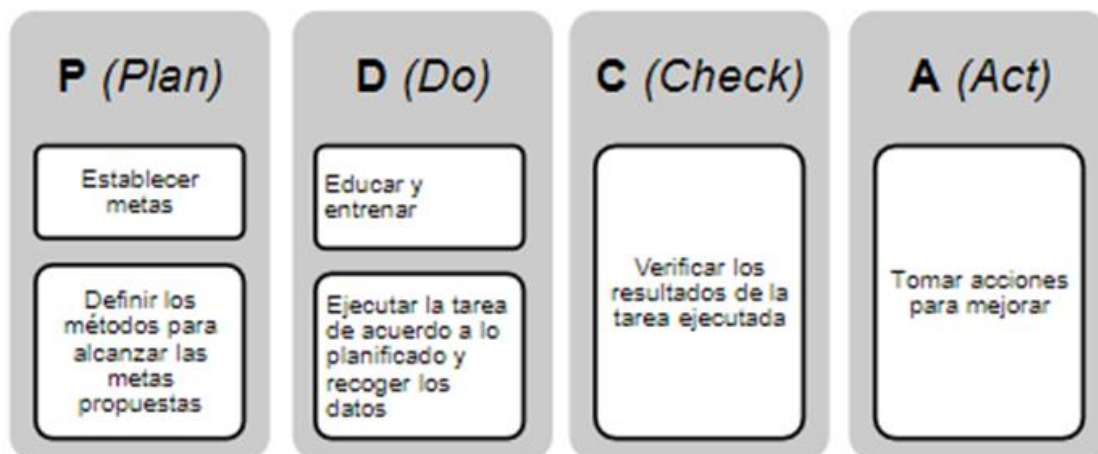 P (Plan)
Establecer
metas
Definir los
métodos para
alcanzar las
metas
propuestas
D (Do)
Educar y
entrenar
Ejecutar la tarea
de acuerdo a lo
planificado y
recoger los
datos
C (Check)
Verificar los
resultados de la
tarea ejecutada
A (Act)
Tomar acciones
para mejorar